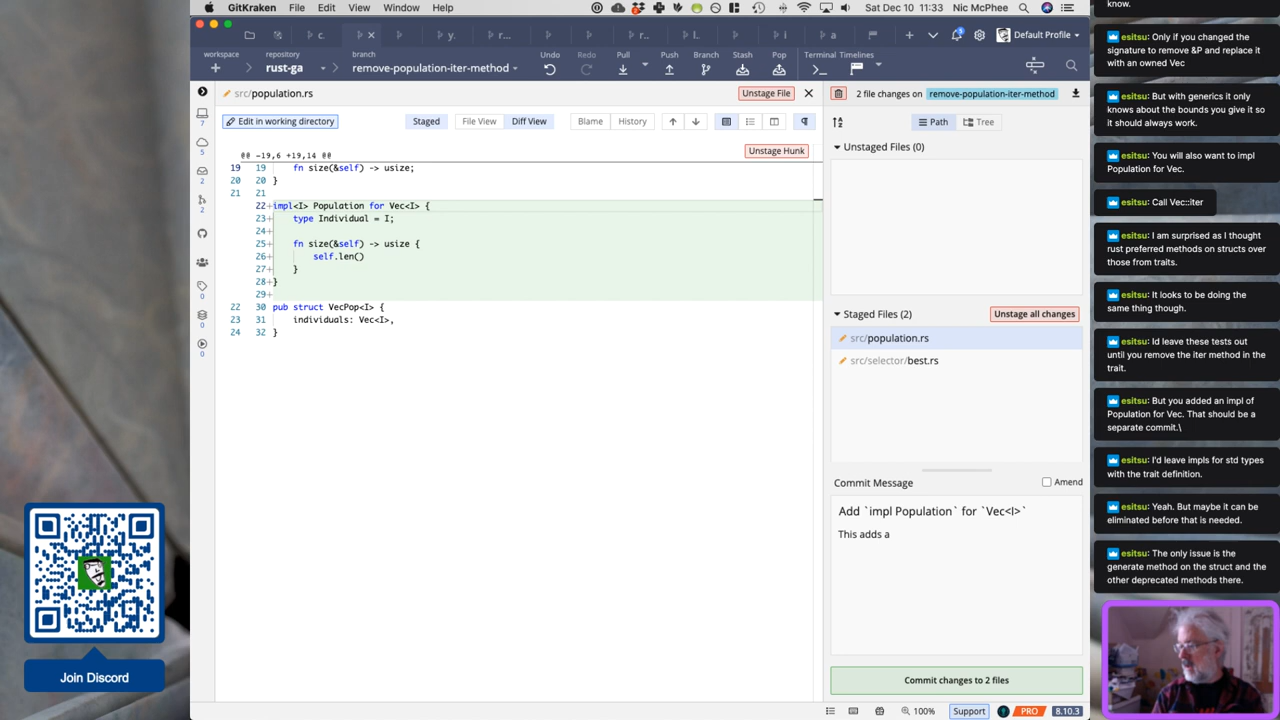 GitKraken File Edit View Window Help
Sat Dec 10 11:33 Nic McPhee
c. y. r... r.. l. i a
Default Profile
workspace
repository
rust-ga
branch
remove-population-iter-method
Undo Redo Pull Push Branch Stash Pop Terminal Timelines
src/population.rs
Unstage File
Edit in working directory
Staged File View Diff View Blame History
@@ -19,6 +19,14 @@
Unstage Hunk
19 19 fn size(&self) -> usize;
20 20 }
21 21
22+ impl<I> Population for Vec<I> {
23+ type Individual = I;
24+
25+ fn size(&self) -> usize {
26+ self.len()
27+ }
28+ }
29+
22 30 pub struct VecPop<I> {
23 31 individuals: Vec<I>,
24 32 }
7
5
2
2
0
0
0
2 file changes on remove-population-iter-method
Path Tree
Unstaged Files (0)
Staged Files (2)
Unstage all changes
src/population.rs
src/selector/best.rs
Commit Message
Amend
Add `impl Population` for `Vec<I>`
This adds a
Commit changes to 2 files
100% Support PRO 8.10.3
know.
esitsu: Only if you changed the
signature to remove &P and replace it
with an owned Vec
esitsu: But with generics it only
knows about the bounds you give it so
it should always work.
esitsu: You will also want to impl
Population for Vec.
esitsu: Call Vec::iter
esitsu: I am surprised as I thought
rust preferred methods on structs over
those from traits.
esitsu: It looks to be doing the
same thing though.
esitsu: Id leave these tests out
until you remove the iter method in the
trait.
esitsu: But you added an impl of
Population for Vec. That should be a
separate commit.\
esitsu: I'd leave impls for std types
with the trait definition.
esitsu: Yeah. But maybe it can be
eliminated before that is needed.
esitsu: The only issue is the
generate method on the struct and the
other deprecated methods there.
Join Discord